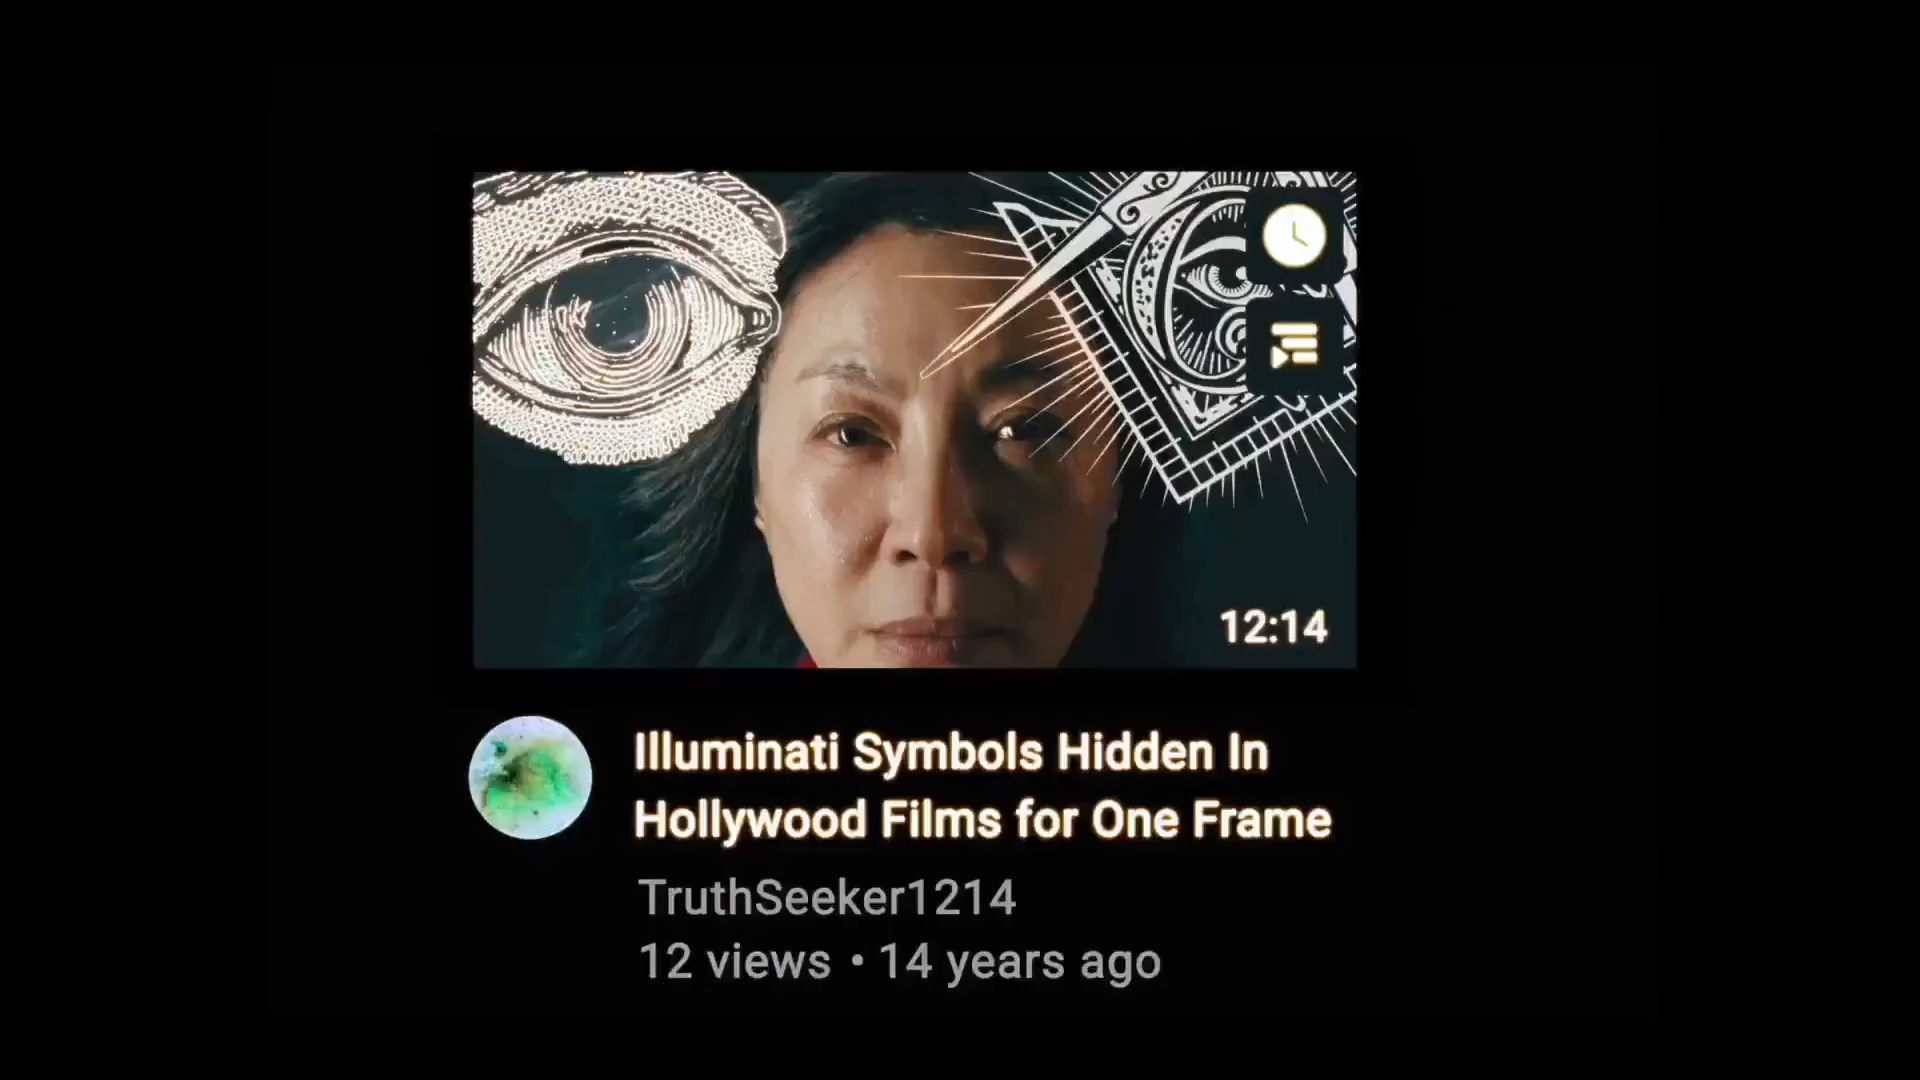 12:14
Illuminati Symbols Hidden In
Hollywood Films for One Frame
TruthSeeker1214
12 views • 14 years ago